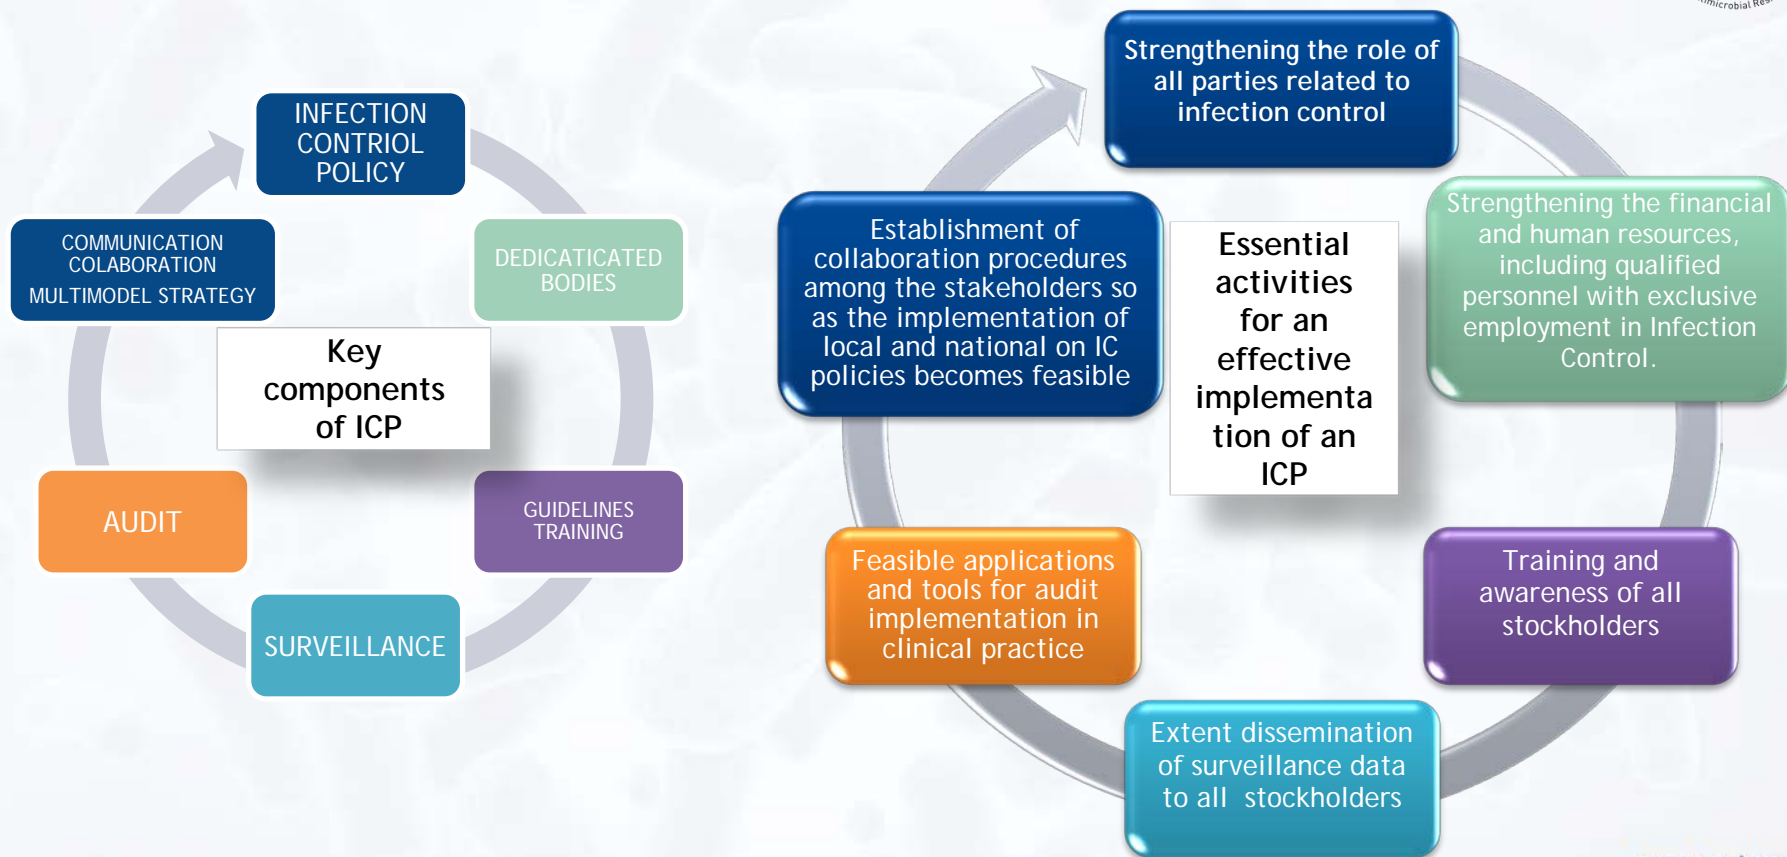 INFECTION
CONTRIOL
POLICY
DEDICATICATED
BODIES
GUIDELINES
TRAINING
SURVEILLANCE
AUDIT
COMMUNICATION
COLABORATION
MULTIMODEL STRATEGY
Key
components
of ICP
Strengthening the role of
all parties related to
infection control
Strengthening the financial
and human resources,
including qualified
personnel with exclusive
employment in Infection
Control.
Training and
awareness of all
stockholders
Extent dissemination
of surveillance data
to all stockholders
Feasible applications
and tools for audit
implementation in
clinical practice
Establishment of
collaboration procedures
among the stakeholders so
as the implementation of
local and national on IC
policies becomes feasible
Essential
activities
for an
effective
implementa
tion of an
ICP